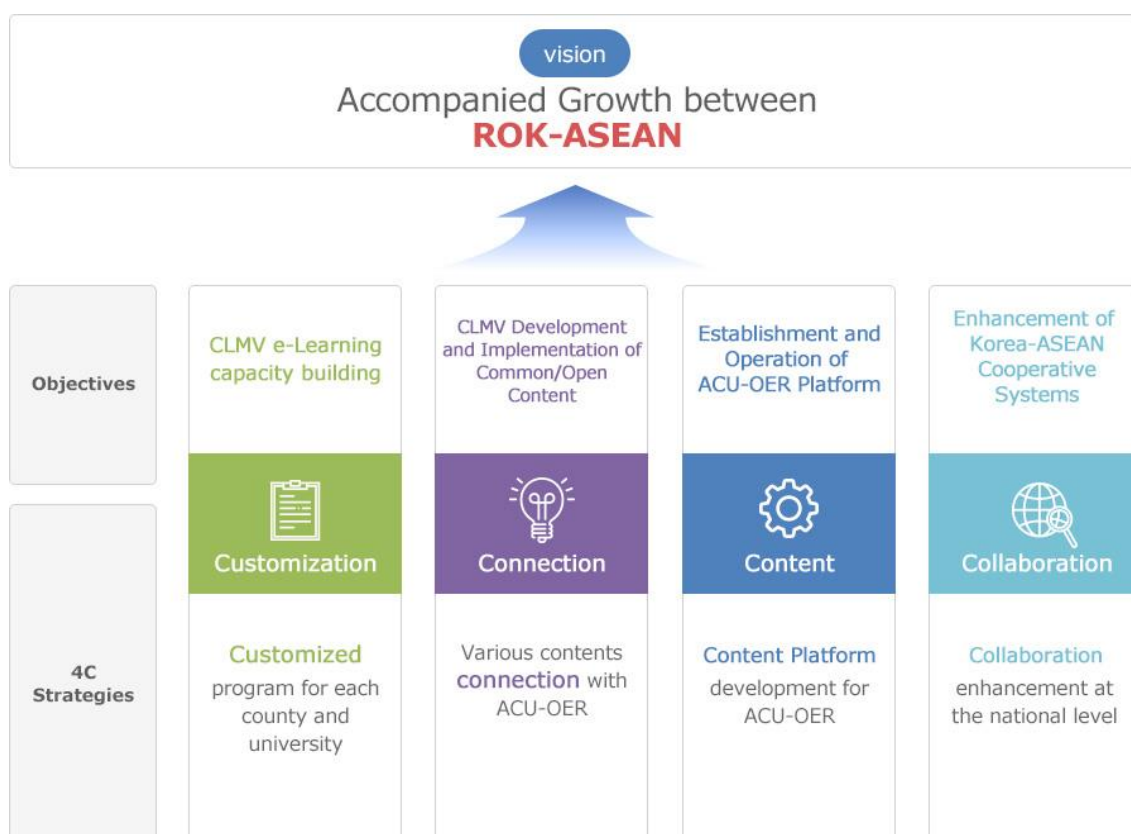 vision
Accompanied Growth between
ROK-ASEAN
Objectives
CLMV e-Learning
capacity building
CLMV Development
and Implementation of
Common/Open
Content
Establishment and
Operation of
ACU-OER Platform
Enhancement of
Korea-ASEAN
Cooperative
Systems
Customization
Connection
Content
Collaboration
4C
Strategies
Customized
program for each
county and
university
Various contents
connection with
ACU-OER
Content Platform
development for
ACU-OER
Collaboration
enhancement at
the national level